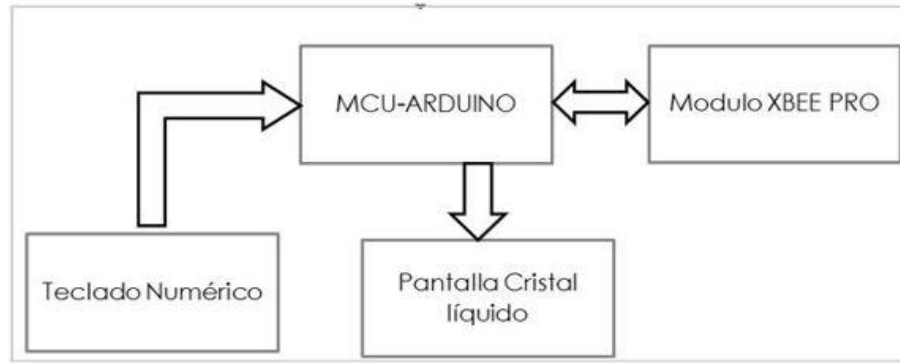 MCU-ARDUINO
Modulo XBEE PRO
Teclado Numérico
Pantalla Cristal
líquido